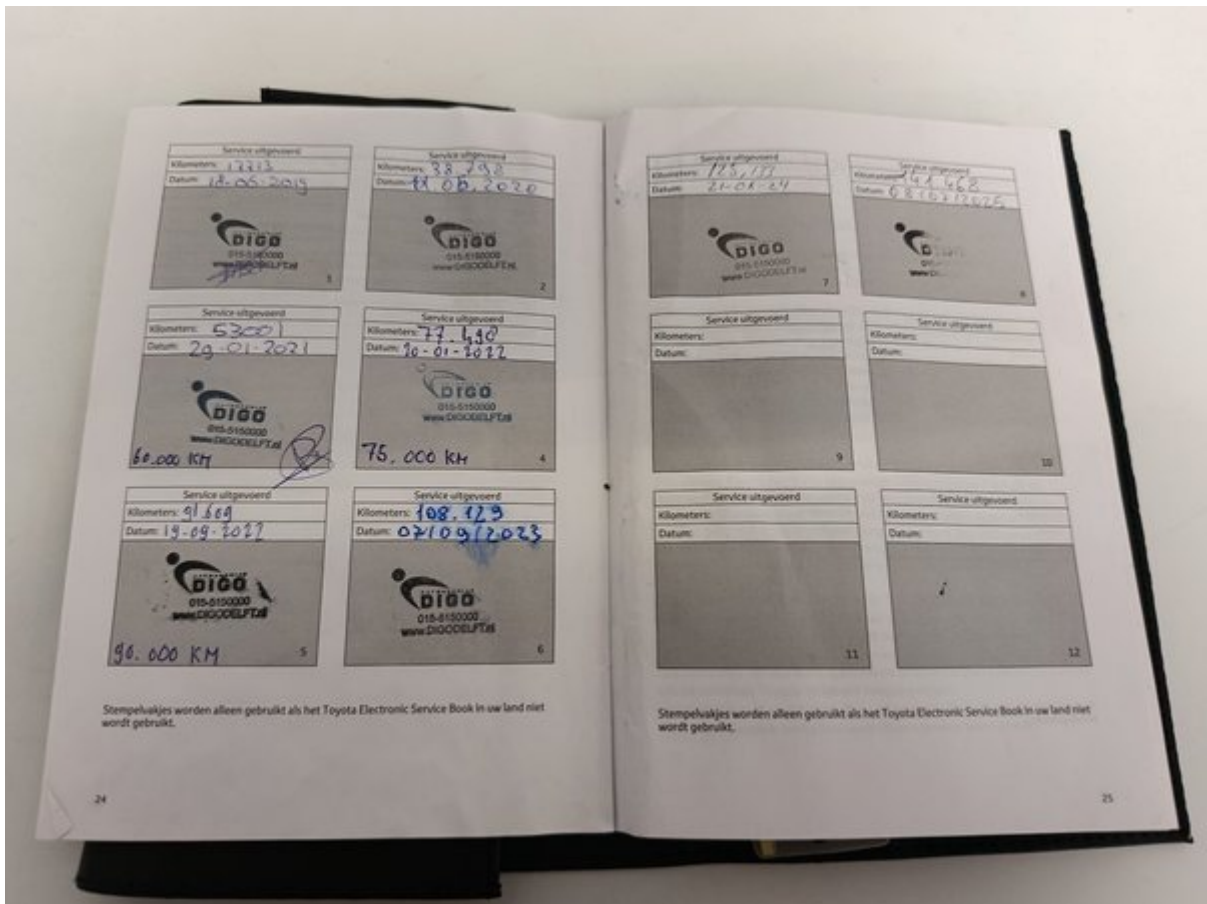 Service uitgevoerd
Kilometers: 17713
Datum: 18-06-2019
DIGO
015-5150000
www.DIGODELFT.nl
1
Service uitgevoerd
Kilometers: 38.298
Datum: 11.06.2020
DIGO
015-5150000
www.DIGODELFT.nl
2
Service uitgevoerd
Kilometers: 53001
Datum: 29-01-2021
DIGO
015-5150000
www.DIGODELFT.nl
60.000 KM
Service uitgevoerd
Kilometers: 77.490
Datum: 20-01-2022
DIGO
015-5150000
www.DIGODELFT.nl
75.000 KM
4
Service uitgevoerd
Kilometers: 91609
Datum: 19-09-2022
DIGO
015-5150000
www.DIGODELFT.nl
90.000 KM
5
Service uitgevoerd
Kilometers: 108.129
Datum: 07/09/2023
DIGO
015-5150000
www.DIGODELFT.nl
6
Stempelvakjes worden alleen gebruikt als het Toyota Electronic Service Book in uw land niet
wordt gebruikt.
24
Service uitgevoerd
Kilometers: 125,133
Datum:
DIGO
015-5150000
www.DIGODELFT.nl
7
Service uitgevoerd
Kilometers: 141 468
Datum: 08/07/2025
8
Service uitgevoerd
Kilometers:
Datum:
9
Service uitgevoerd
Kilometers:
Datum:
10
Service uitgevoerd
Kilometers:
Datum:
11
Service uitgevoerd
Kilometers:
Datum:
12
Stempelvakjes worden alleen gebruikt als het Toyota Electronic Service Book in uw land niet
wordt gebruikt.
25